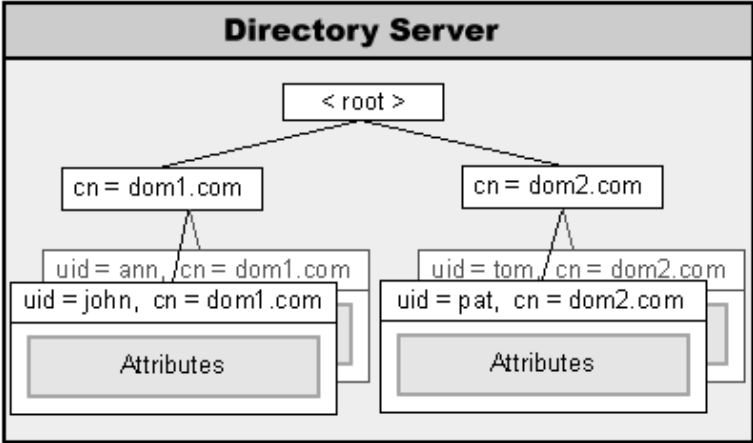 Directory Server
< root >
cn = dom1.com
cn = dom2.com
uid = ann, cn = dom1.com
uid = tom, cn = dom2.com
uid = john, cn = dom1.com
uid = pat, cn = dom2.com
Attributes
Attributes